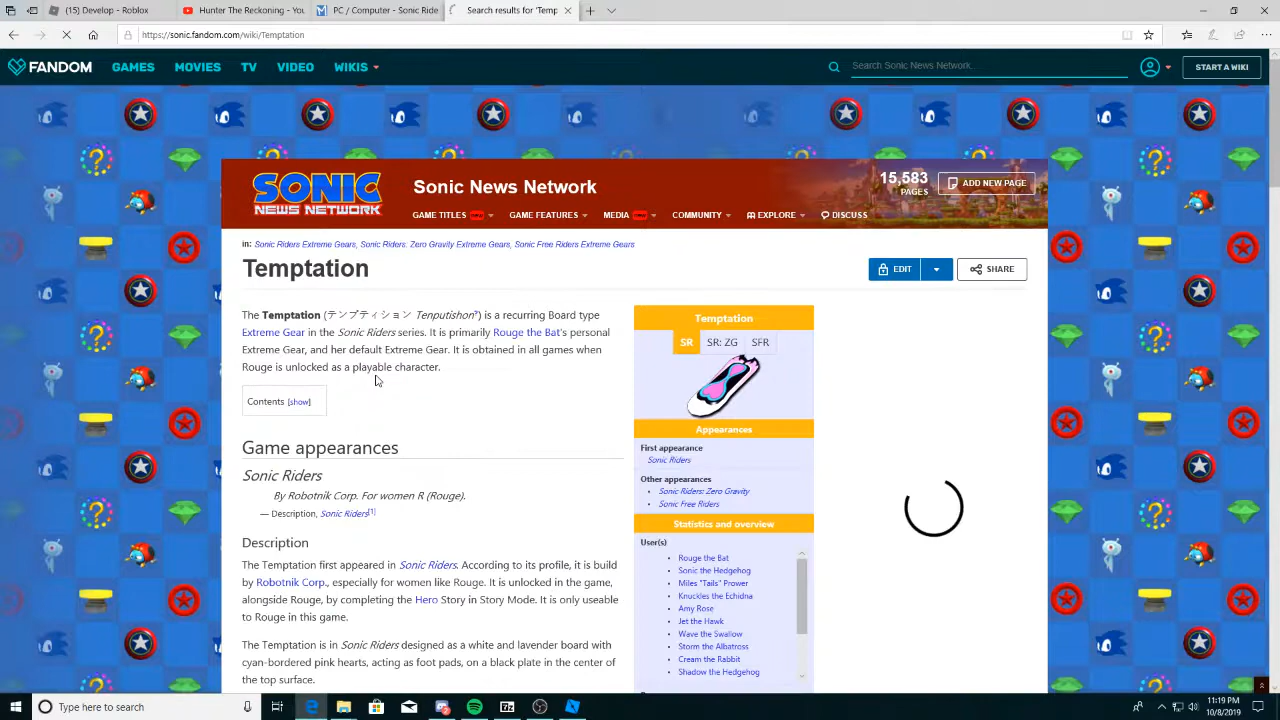 (5) Develop - Roblox
Hunter The Parker - You
PC / Computer - Sonic Ride
Search results for "Temp
https://sonic.fandom.com/wiki/Temptation
FANDOM GAMES MOVIES TV VIDEO WIKIS
Search Sonic News Network...
START A WIKI
SONIC
NEWS NETWORK
Sonic News Network
15,583
PAGES
ADD NEW PAGE
GAME TITLES GAME FEATURES MEDIA COMMUNITY EXPLORE DISCUSS
in: Sonic Riders Extreme Gears, Sonic Riders: Zero Gravity Extreme Gears, Sonic Free Riders Extreme Gears
Temptation
EDIT
SHARE
The Temptation (テンプティション Tenputishon?) is a recurring Board type
Extreme Gear in the Sonic Riders series. It is primarily Rouge the Bat's personal
Extreme Gear, and her default Extreme Gear. It is obtained in all games when
Rouge is unlocked as a playable character.
Contents [show]
Game appearances
Sonic Riders
By Robotnik Corp. For women R (Rouge).
— Description, Sonic Riders[1]
Description
The Temptation first appeared in Sonic Riders. According to its profile, it is build
by Robotnik Corp., especially for women like Rouge. It is unlocked in the game,
alongside Rouge, by completing the Hero Story in Story Mode. It is only useable
to Rouge in this game.
The Temptation is in Sonic Riders designed as a white and lavender board with
cyan-bordered pink hearts, acting as foot pads, on a black plate in the center of
the top surface.
Temptation
SR SR: ZG SFR
Appearances
First appearance
Sonic Riders
Other appearances
• Sonic Riders: Zero Gravity
• Sonic Free Riders
Statistics and overview
User(s)
• Rouge the Bat
• Sonic the Hedgehog
• Miles "Tails" Prower
• Knuckles the Echidna
• Amy Rose
• Jet the Hawk
• Wave the Swallow
• Storm the Albatross
• Cream the Rabbit
• Shadow the Hedgehog
Type here to search
11:19 PM
10/8/2019